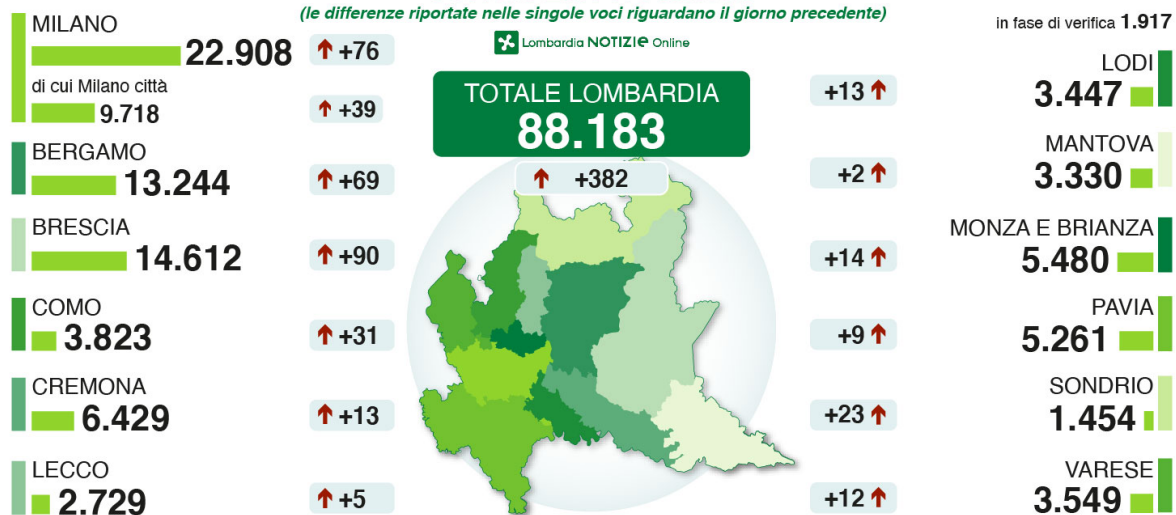 (le differenze riportate nelle singole voci riguardano il giorno precedente)
Lombardia NOTIZIe Online
in fase di verifica 1.917
TOTALE LOMBARDIA
88.183
+382
MILANO
22.908
+76
di cui Milano città
9.718
+39
BERGAMO
13.244
+69
BRESCIA
14.612
+90
COMO
3.823
+31
CREMONA
6.429
+13
LECCO
2.729
+5
LODI
+13
3.447
MANTOVA
+2
3.330
MONZA E BRIANZA
+14
5.480
PAVIA
+9
5.261
SONDRIO
+23
1.454
VARESE
+12
3.549